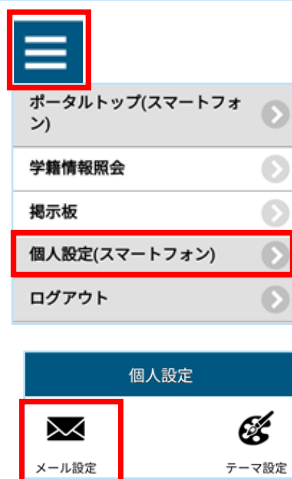 ポータルトップ(スマートフォ
ン)
学籍情報照会
掲示板
個人設定(スマートフォン)
ログアウト
個人設定
メール設定
テーマ設定